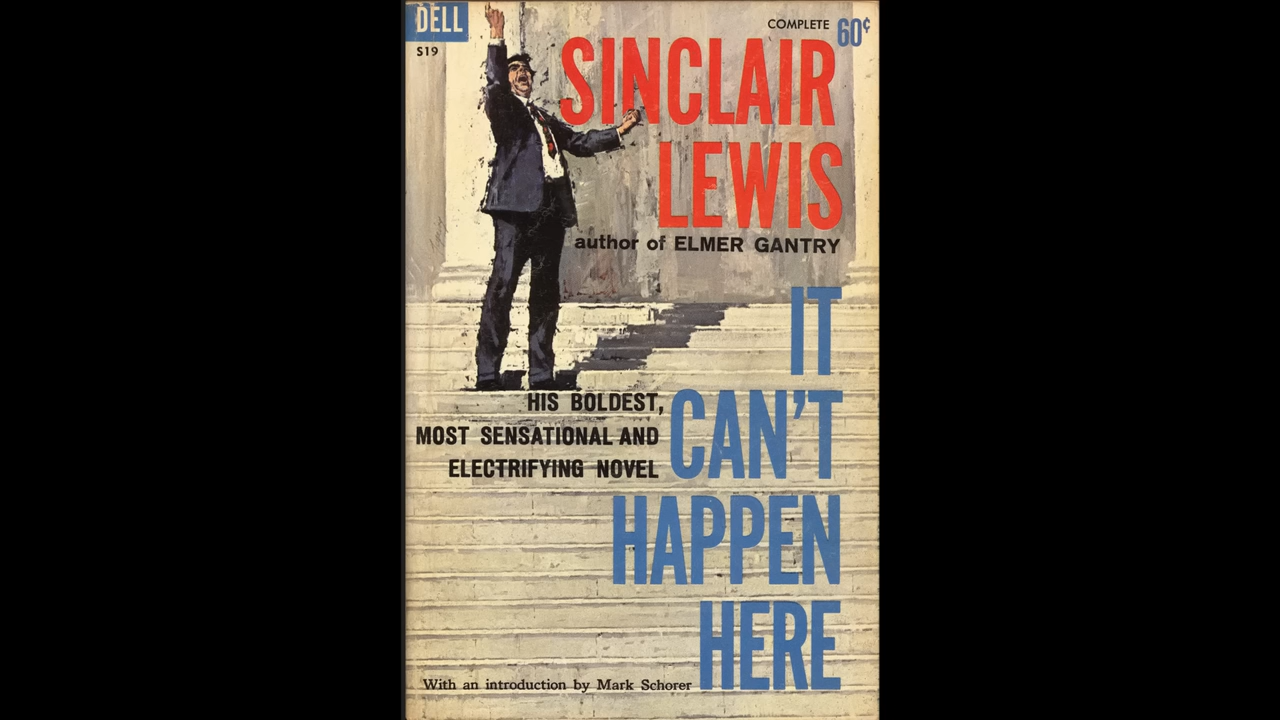 DELL
S19
COMPLETE 60¢
SINCLAIR
LEWIS
author of ELMER GANTRY
IT
CAN'T
HAPPEN
HERE
HIS BOLDEST,
MOST SENSATIONAL AND
ELECTRIFYING NOVEL
With an introduction by Mark Schorer